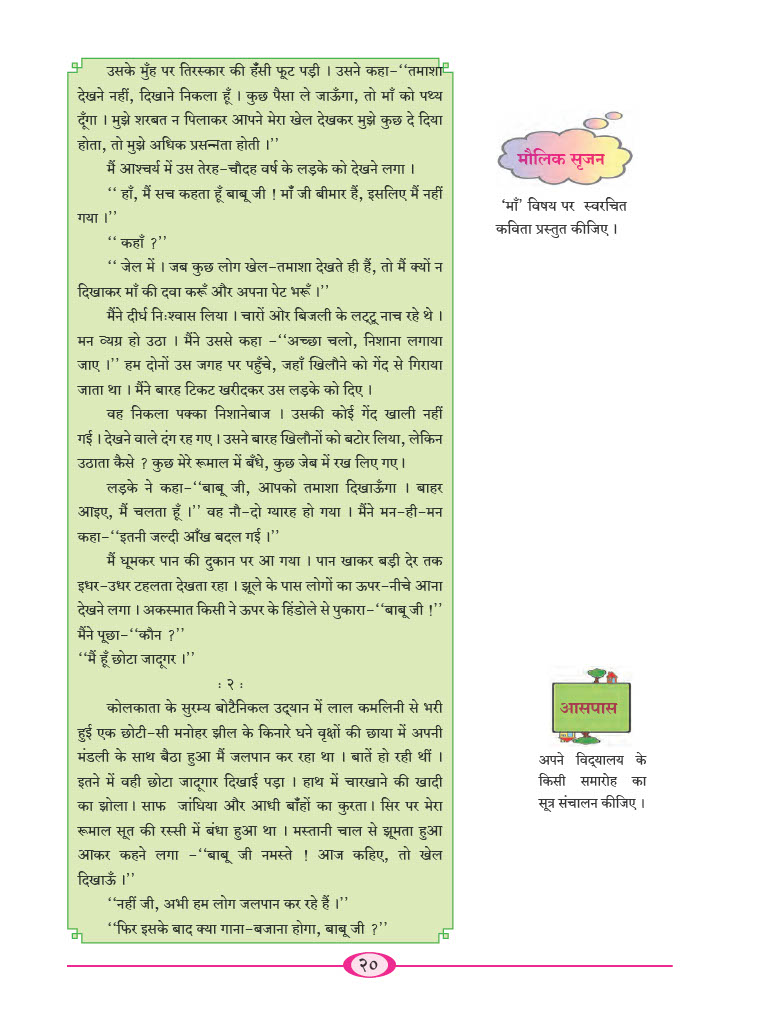 उसके मुँह पर तिरस्कार की हँसी फूट पड़ी । उसने कहा-‘‘तमाशा
देखने नहीं, दिखाने निकला हूँ । कुछ पैसा ले जाऊँगा, तो माँ को पथ्य
दूँगा । मुझे शरबत न पिलाकर आपने मेरा खेल देखकर मुझे कुछ दे दिया
होता, तो मुझे अधिक प्रसन्नता होती ।’’
मैं आश्चर्य में उस तेरह-चौदह वर्ष के लड़के को देखने लगा ।
‘‘ हाँ, मैं सच कहता हूँ बाबू जी ! माँ जी बीमार हैं, इसलिए मैं नहीं
गया ।’’
‘‘ कहाँ ?’’
‘‘ जेल में । जब कुछ लोग खेल-तमाशा देखते ही हैं, तो मैं क्यों न
दिखाकर माँ की दवा करूँ और अपना पेट भरूँ ।’’
मैंने दीर्घ निःश्वास लिया । चारों ओर बिजली के लट्टू नाच रहे थे ।
मन व्यग्र हो उठा । मैंने उससे कहा -‘‘अच्छा चलो, निशाना लगाया
जाए ।’’ हम दोनों उस जगह पर पहुँचे, जहाँ खिलौने को गेंद से गिराया
जाता था । मैंने बारह टिकट खरीदकर उस लड़के को दिए ।
वह निकला पक्का निशानेबाज । उसकी कोई गेंद खाली नहीं
गई । देखने वाले दंग रह गए । उसने बारह खिलौनों को बटोर लिया, लेकिन
उठाता कैसे ? कुछ मेरे रूमाल में बँधे, कुछ जेब में रख लिए गए ।
लड़के ने कहा-‘‘बाबू जी, आपको तमाशा दिखाऊँगा । बाहर
आइए, मैं चलता हूँ ।’’ वह नौ-दो ग्यारह हो गया । मैंने मन-ही-मन
कहा-‘‘इतनी जल्दी आँख बदल गई ।’’
मैं घूमकर पान की दुकान पर आ गया । पान खाकर बड़ी देर तक
इधर-उधर टहलता देखता रहा । झूले के पास लोगों का ऊपर-नीचे आना
देखने लगा । अकस्मात किसी ने ऊपर के हिंडोले से पुकारा-‘‘बाबू जी !’’
मैंने पूछा-‘‘कौन ?’’
‘‘मैं हूँ छोटा जादूगर ।’’
: २ :
कोलकाता के सुरम्य बोटैनिकल उद्यान में लाल कमलिनी से भरी
हुई एक छोटी-सी मनोहर झील के किनारे घने वृक्षों की छाया में अपनी
मंडली के साथ बैठा हुआ मैं जलपान कर रहा था । बातें हो रही थीं ।
इतने में वही छोटा जादूगार दिखाई पड़ा । हाथ में चारखाने की खादी
का झोला । साफ जांघिया और आधी बाँहों का कुरता । सिर पर मेरा
रूमाल सूत की रस्सी में बंधा हुआ था । मस्तानी चाल से झूमता हुआ
आकर कहने लगा -‘‘बाबू जी नमस्ते ! आज कहिए, तो खेल
दिखाऊँ ।’’
‘‘नहीं जी, अभी हम लोग जलपान कर रहे हैं ।’’
‘‘फिर इसके बाद क्या गाना-बजाना होगा, बाबू जी ?’’
मौलिक सृजन
‘माँ’ विषय पर स्वरचित
कविता प्रस्तुत कीजिए ।
आसपास
अपने विद्यालय के
किसी समारोह का
सूत्र संचालन कीजिए ।
२०